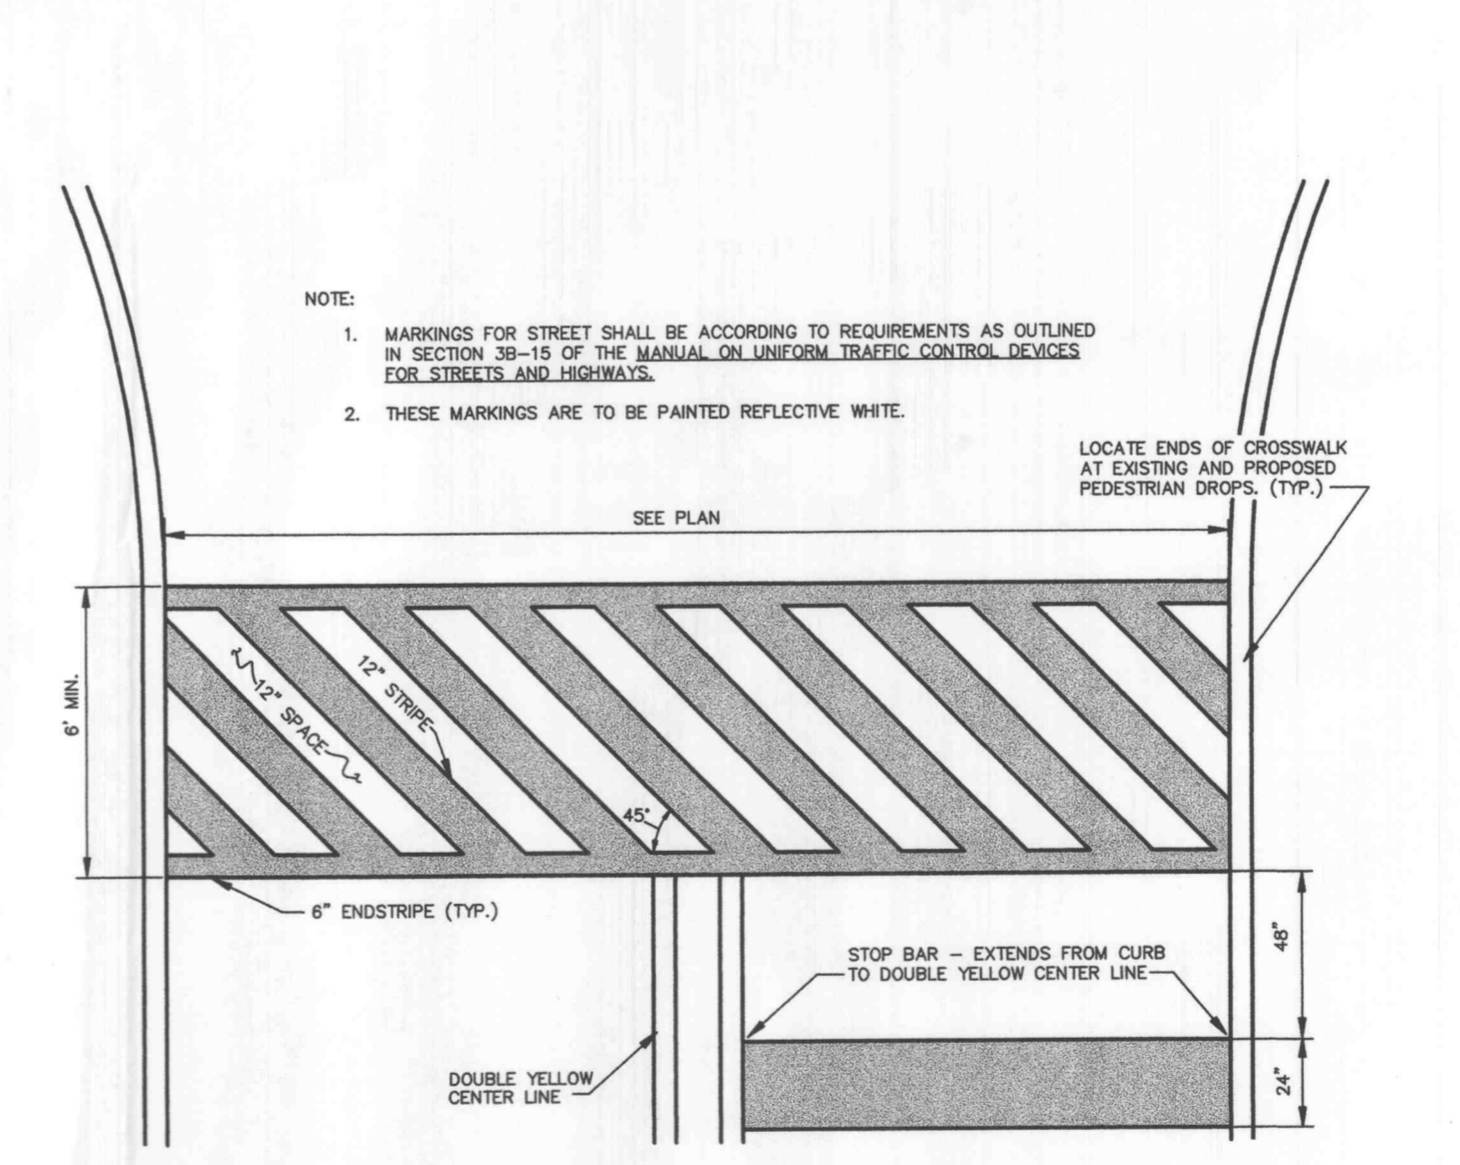 NOTE:
1. MARKINGS FOR STREET SHALL BE ACCORDING TO REQUIREMENTS AS OUTLINED
IN SECTION 3B-15 OF THE MANUAL ON UNIFORM TRAFFIC CONTROL DEVICES
FOR STREETS AND HIGHWAYS.
2. THESE MARKINGS ARE TO BE PAINTED REFLECTIVE WHITE.
LOCATE ENDS OF CROSSWALK
AT EXISTING AND PROPOSED
PEDESTRIAN DROPS. (TYP.)
SEE PLAN
6' MIN.
12" SPACE
12" STRIPE
45°
6" ENDSTRIPE (TYP.)
48"
STOP BAR – EXTENDS FROM CURB
TO DOUBLE YELLOW CENTER LINE
DOUBLE YELLOW
CENTER LINE
24"